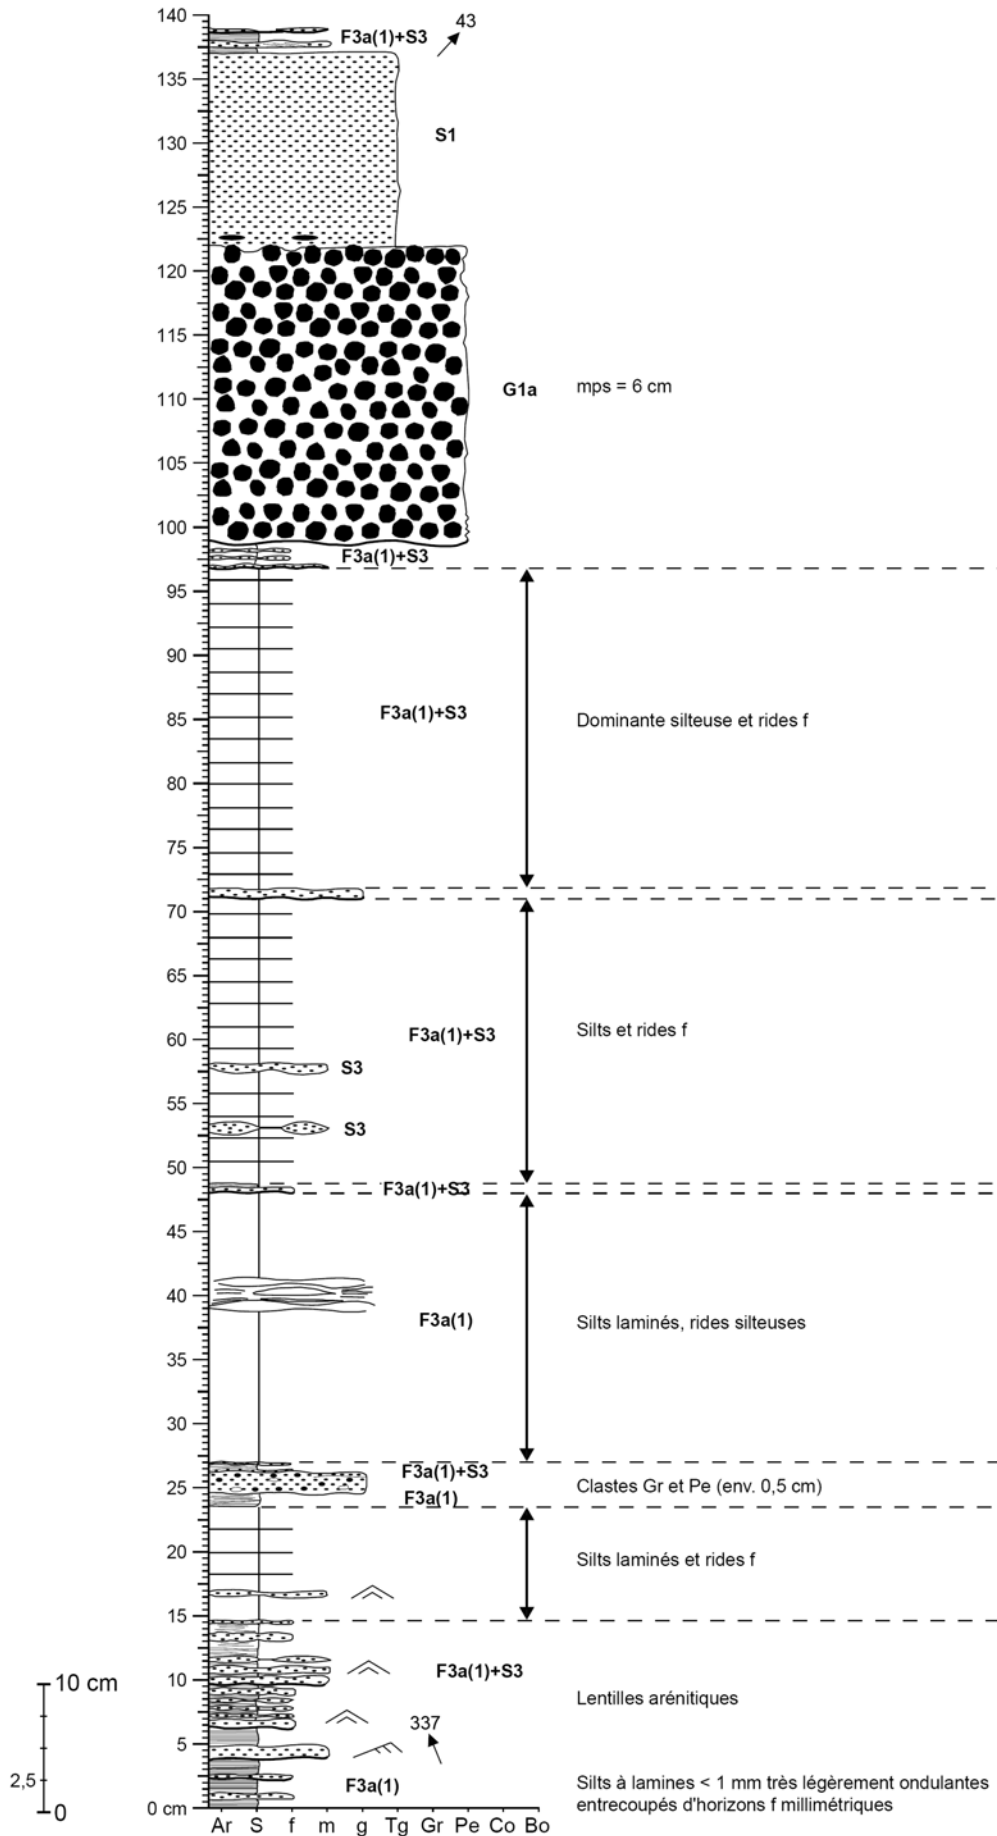 140
43
F3a(1)+S3
135
S1
130
125
120
115
G1a mps = 6 cm
110
105
100
F3a(1)+S3
95
90
F3a(1)+S3 Dominante silteuse et rides f
85
80
75
70
65
F3a(1)+S3 Silts et rides f
60
S3
55
S3
50
F3a(1)+S3
45
40
F3a(1) Silts laminés, rides silteuses
35
30
F3a(1)+S3
25 Clastes Gr et Pe (env. 0,5 cm)
F3a(1)
20 Silts laminés et rides f
15
F3a(1)+S3
10 cm 10 Lentilles arénitiques
337
5
2,5 F3a(1) Silts à lamines < 1 mm très légèrement ondulantes
0 0 cm entrecoupés d'horizons f millimétriques
Ar S f m g Tg Gr Pe Co Bo